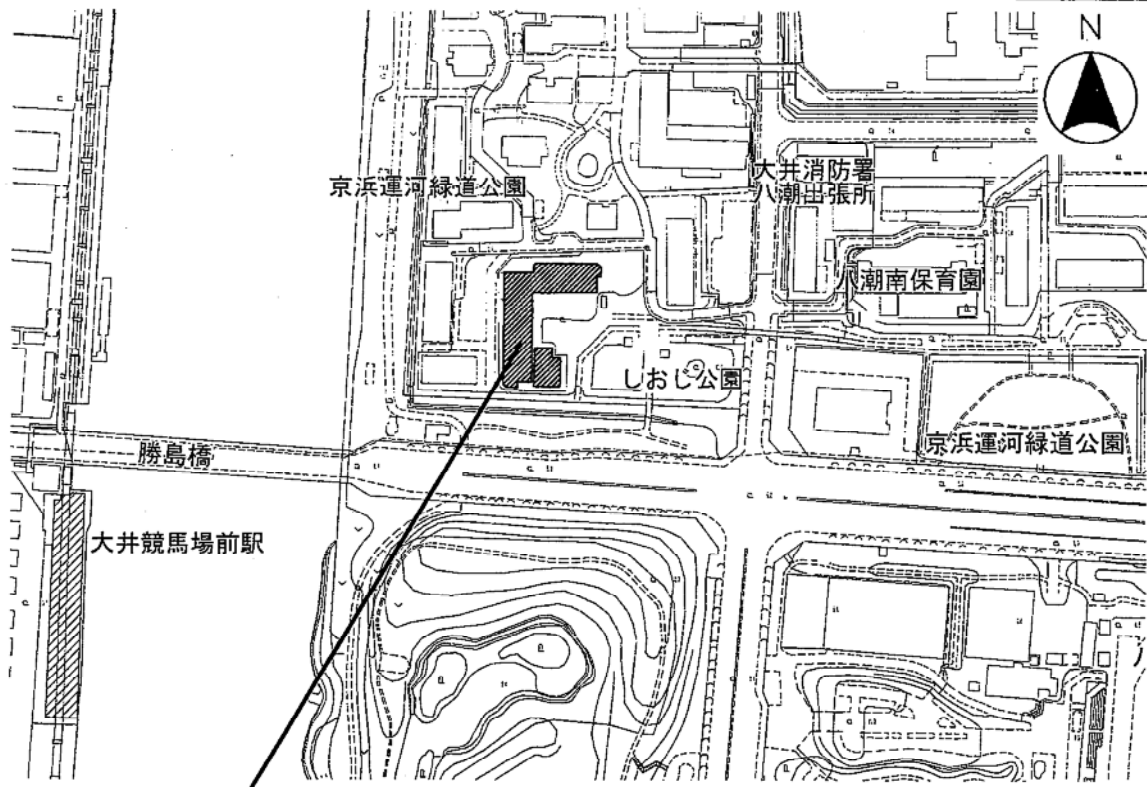 N
大井消防署
八潮出張所
京浜運河緑道公園
八潮南保育園
しおじ公園
京浜運河緑道公園
勝島橋
大井競馬場前駅